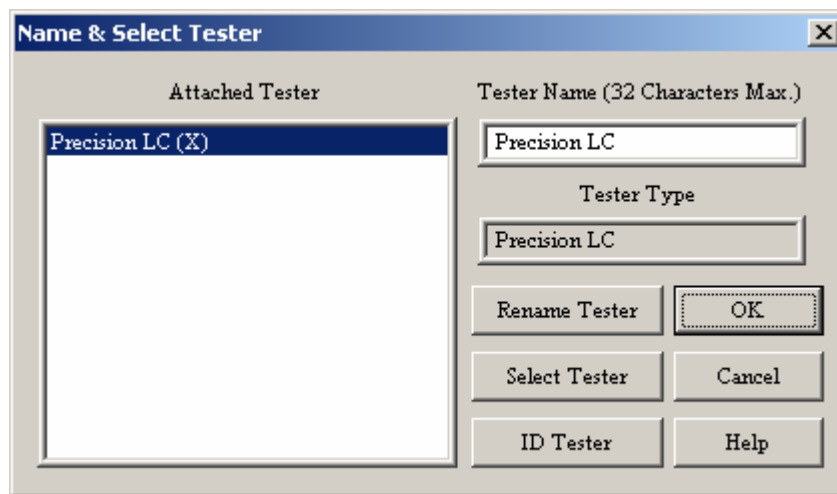 Name & Select Tester
Attached Tester
Precision LC (X)
Tester Name (32 Characters Max.)
Precision LC
Tester Type
Precision LC
Rename Tester
OK
Select Tester
Cancel
ID Tester
Help